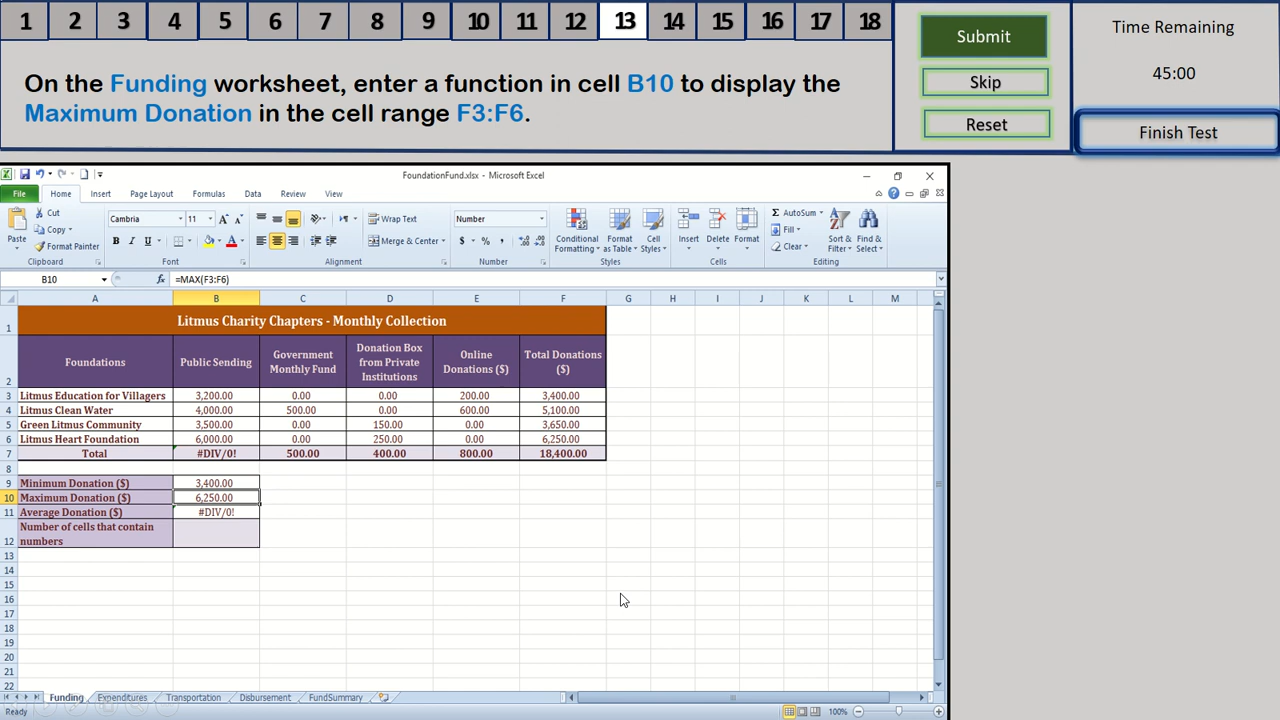 1 2 3 4 5 6 7 8 9 10 11 12 13 14 15 16 17 18
Submit
Skip
Reset
Time Remaining
45:00
Finish Test
On the Funding worksheet, enter a function in cell B10 to display the
Maximum Donation in the cell range F3:F6.
FoundationFund.xlsx - Microsoft Excel
File Home Insert Page Layout Formulas Data Review View
Paste
Cut
Copy
Format Painter
Clipboard
Cambria 11
B I U
Font
Wrap Text
Merge & Center
Alignment
Number
$ % ,
Number
Conditional Formatting
Format as Table
Cell Styles
Styles
Insert Delete Format
Cells
AutoSum
Fill
Clear
Sort & Filter
Find & Select
Editing
B10 fx =MAX(F3:F6)
A B C D E F G H I J K L M
1 Litmus Charity Chapters - Monthly Collection
2 Foundations Public Sending Government Monthly Fund Donation Box from Private Institutions Online Donations ($) Total Donations ($)
3 Litmus Education for Villagers 3,200.00 0.00 0.00 200.00 3,400.00
4 Litmus Clean Water 4,000.00 500.00 0.00 600.00 5,100.00
5 Green Litmus Community 3,500.00 0.00 150.00 0.00 3,650.00
6 Litmus Heart Foundation 6,000.00 0.00 250.00 0.00 6,250.00
7 Total #DIV/0! 500.00 400.00 800.00 18,400.00
8
9 Minimum Donation ($) 3,400.00
10 Maximum Donation ($) 6,250.00
11 Average Donation ($) #DIV/0!
12 Number of cells that contain numbers
13
14
15
16
17
18
19
20
21
22
Funding Expenditures Transportation Disbursement FundSummary
Ready
100%